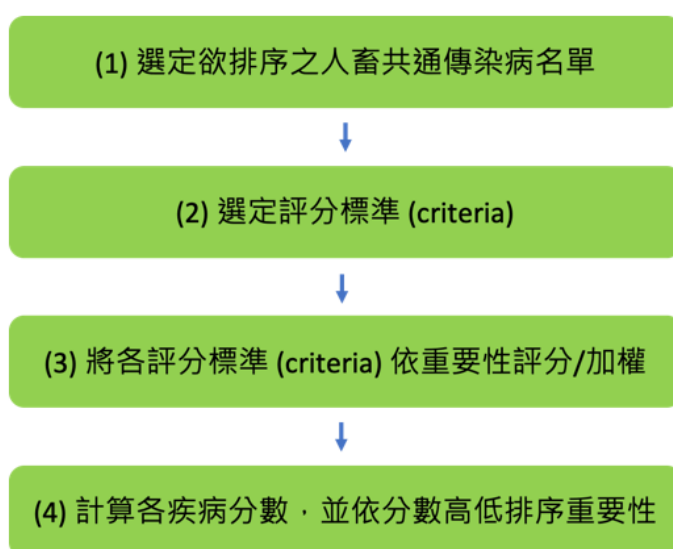 (1) 選定欲排序之人畜共通傳染病名單
(2) 選定評分標準 (criteria)
(3) 將各評分標準 (criteria) 依重要性評分/加權
(4) 計算各疾病分數，並依分數高低排序重要性